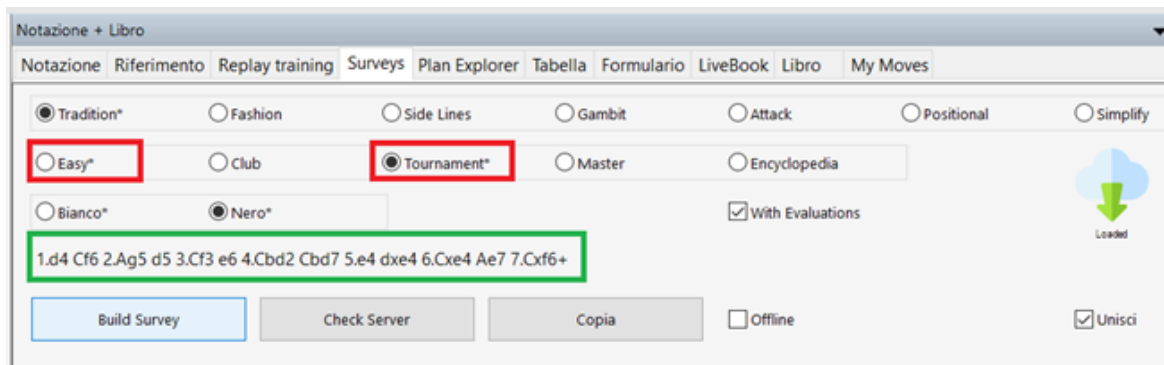 Notazione + Libro
Notazione Riferimento Replay training Surveys Plan Explorer Tabella Formulario LiveBook Libro My Moves
Tradition* Fashion Side Lines Gambit Attack Positional Simplify
Easy* Club Tournament* Master Encyclopedia
Bianco* Nero* With Evaluations
Loaded
1.d4 Cf6 2.Ag5 d5 3.Cf3 e6 4.Cbd2 Cbd7 5.e4 dxe4 6.Cxe4 Ae7 7.Cxf6+
Build Survey Check Server Copia Offline Unisci